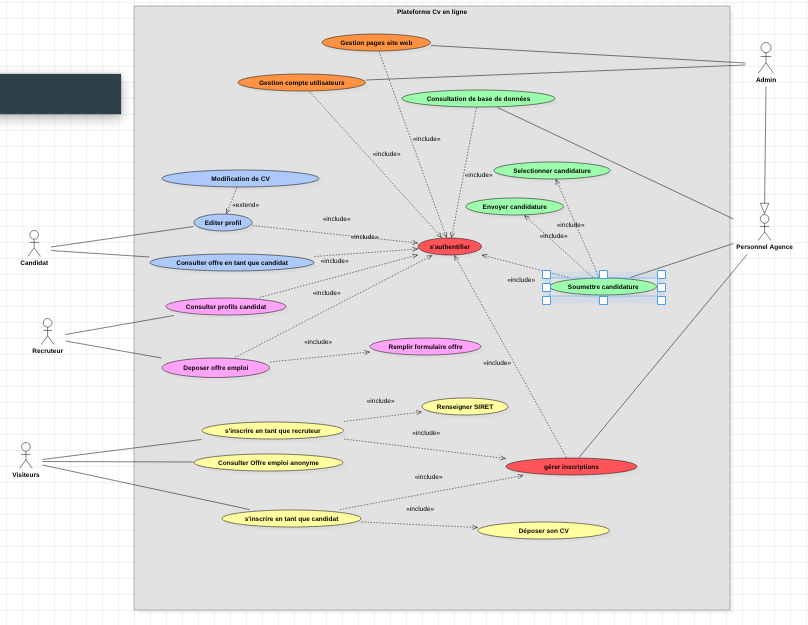 Plateforme Cv en ligne
Gestion pages site web
Admin
Gestion compte utilisateurs
Consultation de base de données
«include»
«include»
Selectionner candidature
«include»
Modification de CV
«extend»
Envoyer candidature
Editer profil
«include»
«include»
«include»
«include»
s'authentifier
Personnel Agence
Candidat
Consulter offre en tant que candidat
«include»
«include»
Soumettre candidature
«include»
Consulter profils candidat
Recruteur
«include»
Remplir formulaire offre
Deposer offre emploi
«include»
«include»
Renseigner SIRET
s'inscrire en tant que recruteur
«include»
Consulter Offre emploi anonyme
gérer inscriptions
Visiteurs
«include»
«include»
s'inscrire en tant que candidat
Déposer son CV